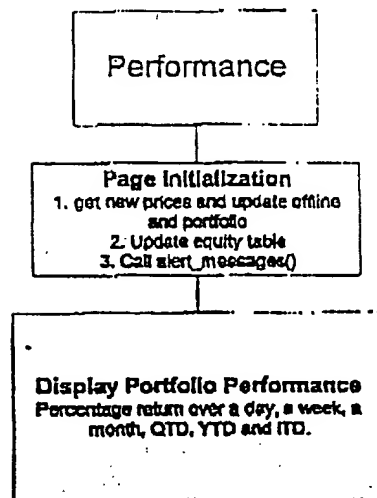 Performance
Page Initialization
1. get new prices and update offline
and portfolio
2. Update equity table
3. Call alert_messages()
Display Portfolio Performance
Percentage return over a day, a week, a
month, QTD, YTD and ITD.